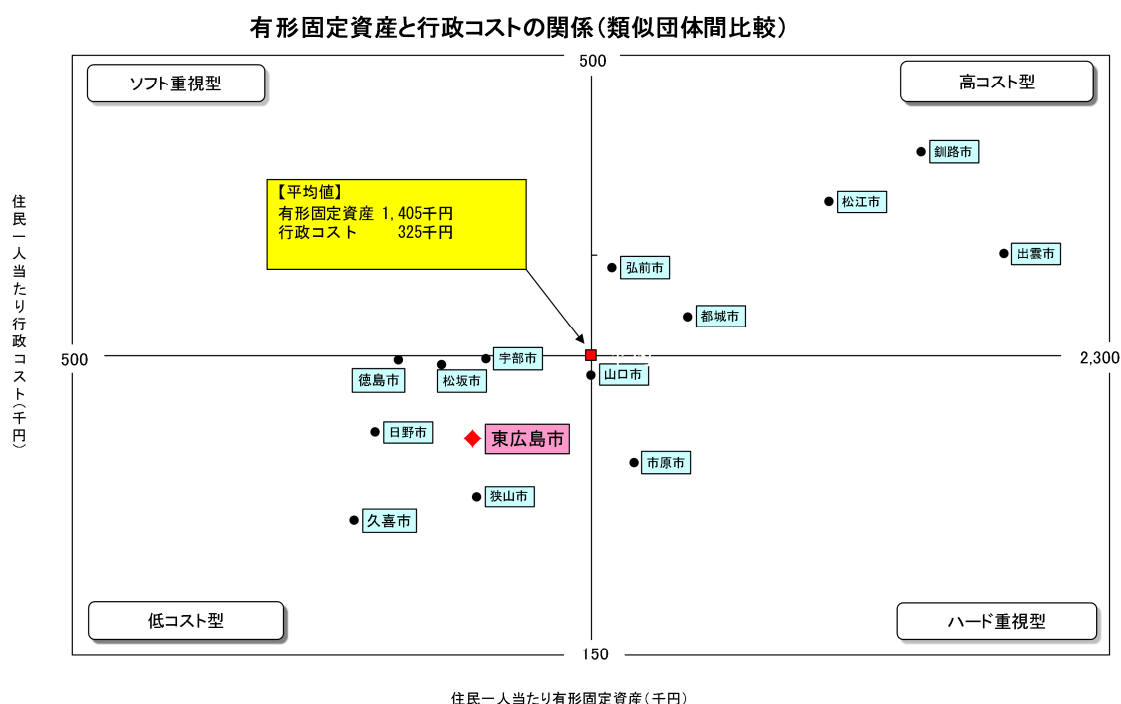 有形固定資産と行政コストの関係（類似団体間比較）
500
ソフト重視型
高コスト型
釧路市
【平均値】
有形固定資産 1,405千円
行政コスト 325千円
松江市
住民一人当たり行政コスト（千円）
出雲市
弘前市
都城市
500
宇部市
2,300
徳島市
松坂市
山口市
日野市
東広島市
市原市
狭山市
久喜市
低コスト型
ハード重視型
150
住民一人当たり有形固定資産（千円）